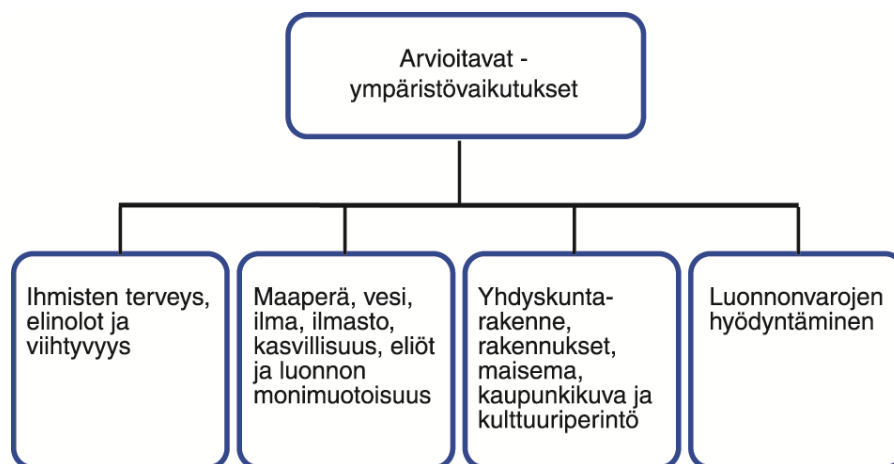 Arvioitavat -
ympäristövaikutukset
Ihmisten terveys,
elinolot ja
viihtyvyys
Maaperä, vesi,
ilma, ilmasto,
kasvillisuus, eliöt
ja luonnon
monimuotoisuus
Yhdyskunta-
rakenne,
rakennukset,
maisema,
kaupunkikuva ja
kulttuuriperintö
Luonnonvarojen
hyödyntäminen